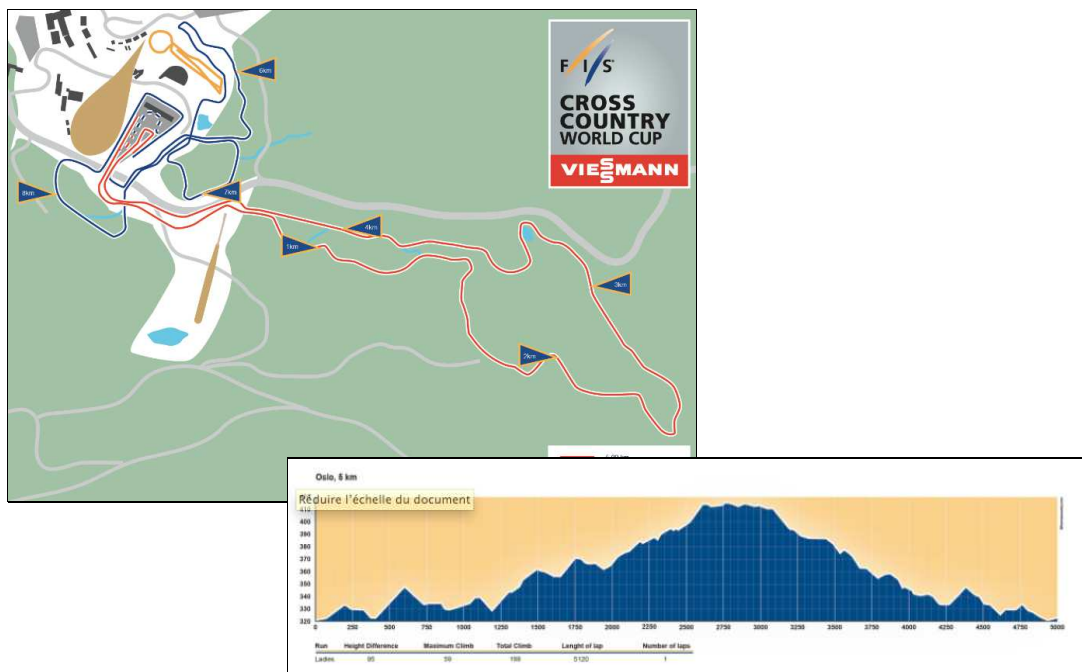 FIS
CROSS
COUNTRY
WORLD CUP
VIESSMANN
6km
8km
7km
4km
1km
3km
2km
Oslo, 5 km
Réduire l'échelle du document
410
400
390
380
370
360
350
340
330
320
0 250 500 750 1000 1250 1500 1750 2000 2250 2500 2750 3000 3250 3500 3750 4000 4250 4500 4750 5000
Run Height Difference Maximum Climb Total Climb Lenght of lap Number of laps
Ladies 95 59 5120 1